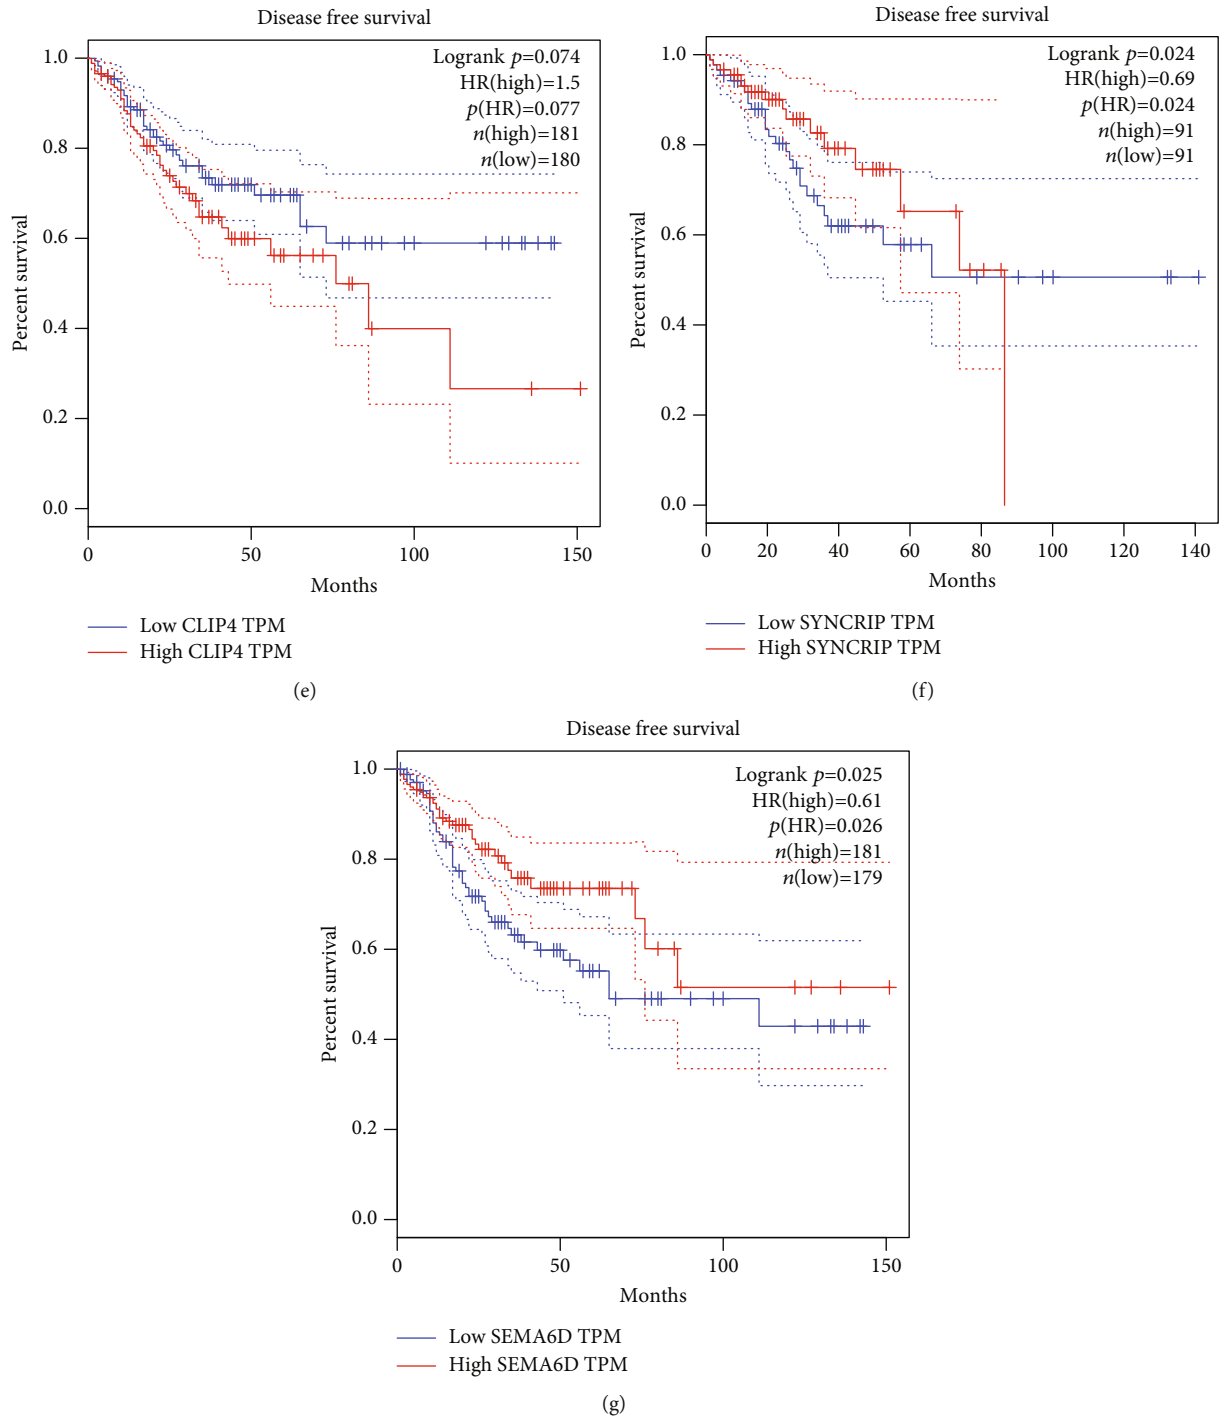 Disease free survival
Logrank p=0.074
HR(high)=1.5
p(HR)=0.077
n(high)=181
n(low)=180
Percent survival
1.0
0.8
0.6
0.4
0.2
0.0
0 50 100 150
Months
Low CLIP4 TPM
High CLIP4 TPM
(e)
Disease free survival
Logrank p=0.024
HR(high)=0.69
p(HR)=0.024
n(high)=91
n(low)=91
Percent survival
1.0
0.8
0.6
0.4
0.2
0.0
0 20 40 60 80 100 120 140
Months
Low SYNCRIP TPM
High SYNCRIP TPM
(f)
Disease free survival
Logrank p=0.025
HR(high)=0.61
p(HR)=0.026
n(high)=181
n(low)=179
Percent survival
1.0
0.8
0.6
0.4
0.2
0.0
0 50 100 150
Months
Low SEMA6D TPM
High SEMA6D TPM
(g)